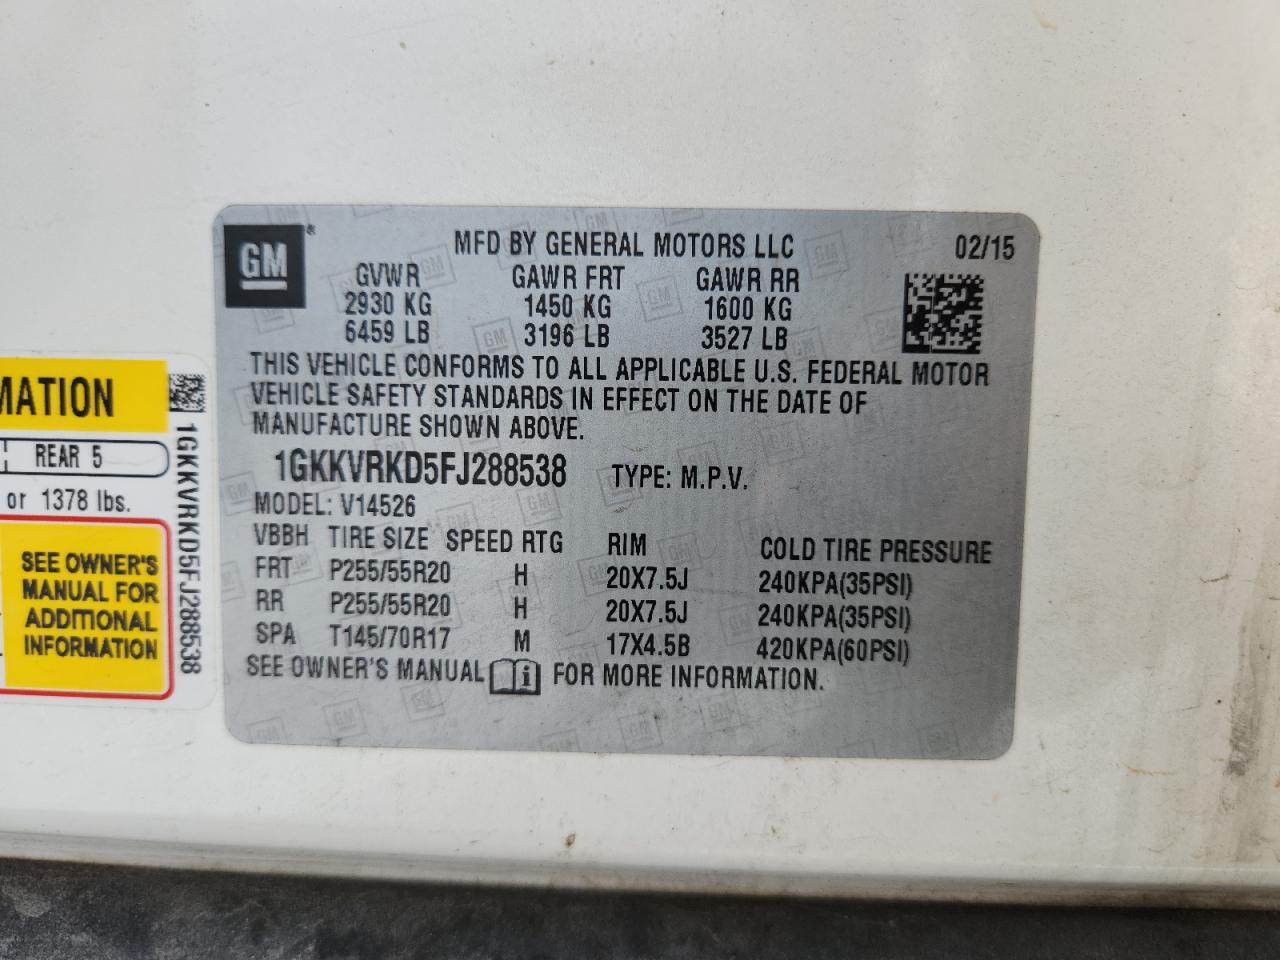 GM ®
MFD BY GENERAL MOTORS LLC 02/15
GVWR GAWR FRT GAWR RR
2930 KG 1450 KG 1600 KG
6459 LB 3196 LB 3527 LB
THIS VEHICLE CONFORMS TO ALL APPLICABLE U.S. FEDERAL MOTOR
VEHICLE SAFETY STANDARDS IN EFFECT ON THE DATE OF
MANUFACTURE SHOWN ABOVE.
1GKKVRKD5FJ288538 TYPE: M.P.V.
MODEL: V14526
VBBH TIRE SIZE SPEED RTG RIM COLD TIRE PRESSURE
FRT P255/55R20 H 20X7.5J 240KPA(35PSI)
RR P255/55R20 H 20X7.5J 240KPA(35PSI)
SPA T145/70R17 M 17X4.5B 420KPA(60PSI)
SEE OWNER'S MANUAL i FOR MORE INFORMATION.
MATION
REAR 5
or 1378 lbs.
SEE OWNER'S
MANUAL FOR
ADDITIONAL
INFORMATION
1GKKVRKD5FJ288538